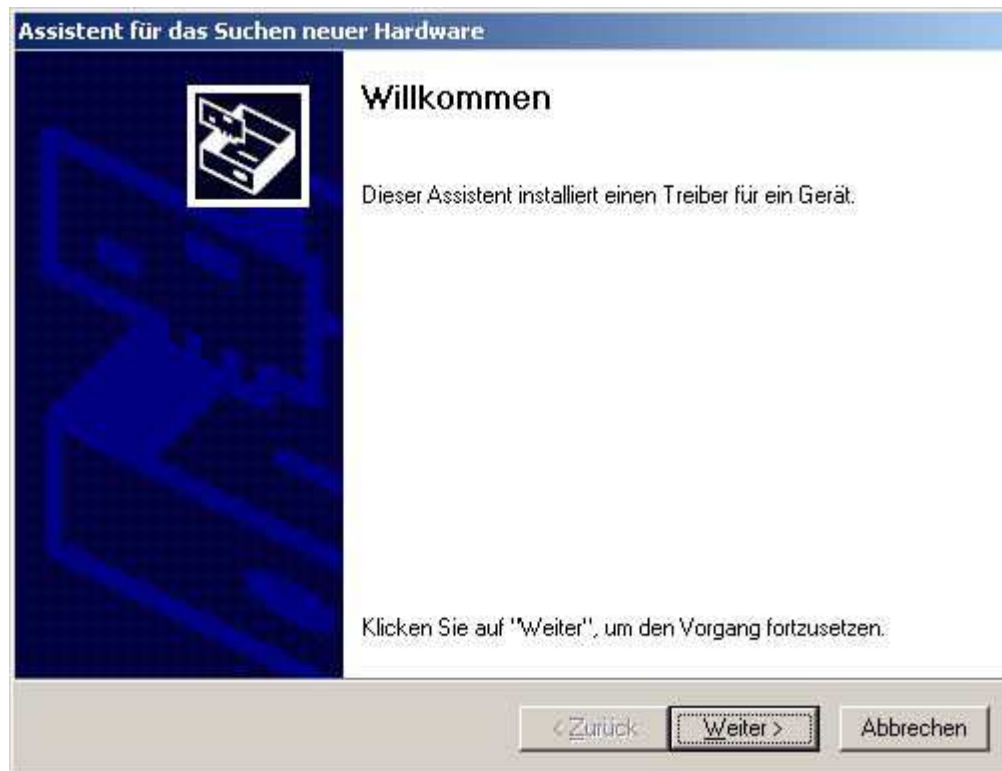 Assistent für das Suchen neuer Hardware
Willkommen
Dieser Assistent installiert einen Treiber für ein Gerät.
Klicken Sie auf "Weiter", um den Vorgang fortzusetzen.
< Zurück Weiter > Abbrechen